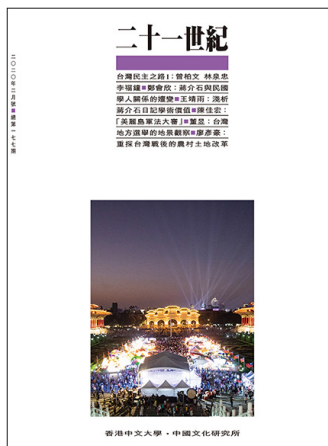 二十一世紀
二〇二〇年二月號■總第一七七期
台灣民主之路I：曾柏文 林泉忠
李福鐘■鄭會欣：蔣介石與民國
學人關係的嬗變■王靖雨：淺析
蔣介石日記學術價值■陳佳宏：
「美麗島軍法大審」■董昱：台灣
地方選舉的地景觀察■廖彥豪：
重探台灣戰後的農村土地改革
香港中文大學・中國文化研究所